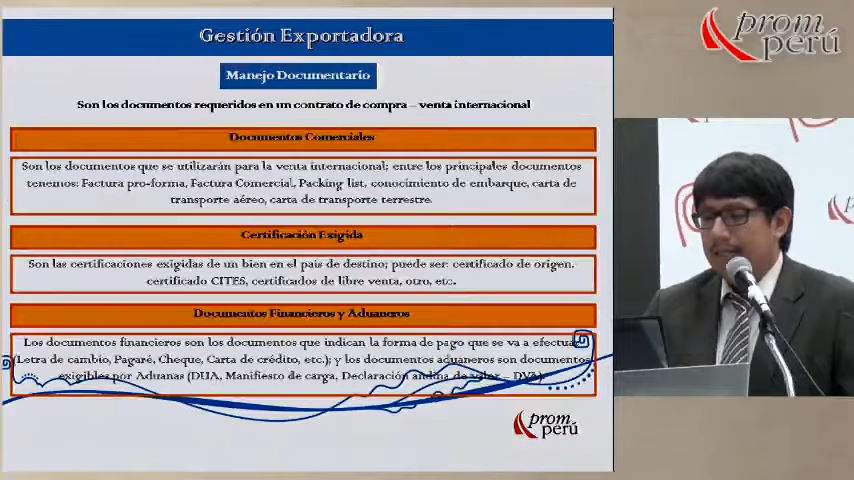 Gestión Exportadora
Manejo Documentario
Son los documentos requeridos en un contrato de compra – venta internacional
Documentos Comerciales
Son los documentos que se utilizarán para la venta internacional; entre los principales documentos
tenemos: Factura pro-forma, Factura Comercial, Packing list, conocimiento de embarque, carta de
transporte aéreo, carta de transporte terrestre.
Certificación Exigida
Son las certificaciones exigidas de un bien en el país de destino; puede ser: certificado de origen,
certificado CITES, certificados de libre venta, otro, etc.
Documentos Financieros y Aduaneros
Los documentos financieros son los documentos que indican la forma de pago que se va a efectuar
(Letra de cambio, Pagaré, Cheque, Carta de crédito, etc.); y los documentos aduaneros son documentos
exigibles por Aduanas (DUA, Manifiesto de carga, Declaración andina de valor – DVA).
prom
perú
prom
perú